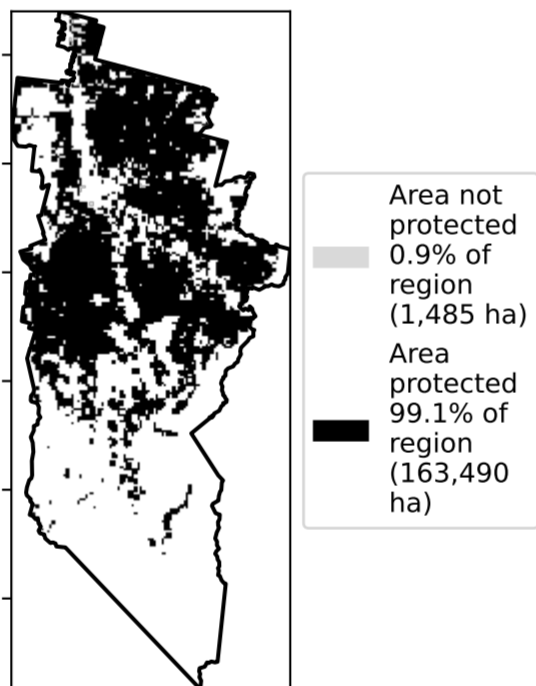 Area not
protected
0.9% of
region
(1,485 ha)
Area
protected
99.1% of
region
(163,490
ha)